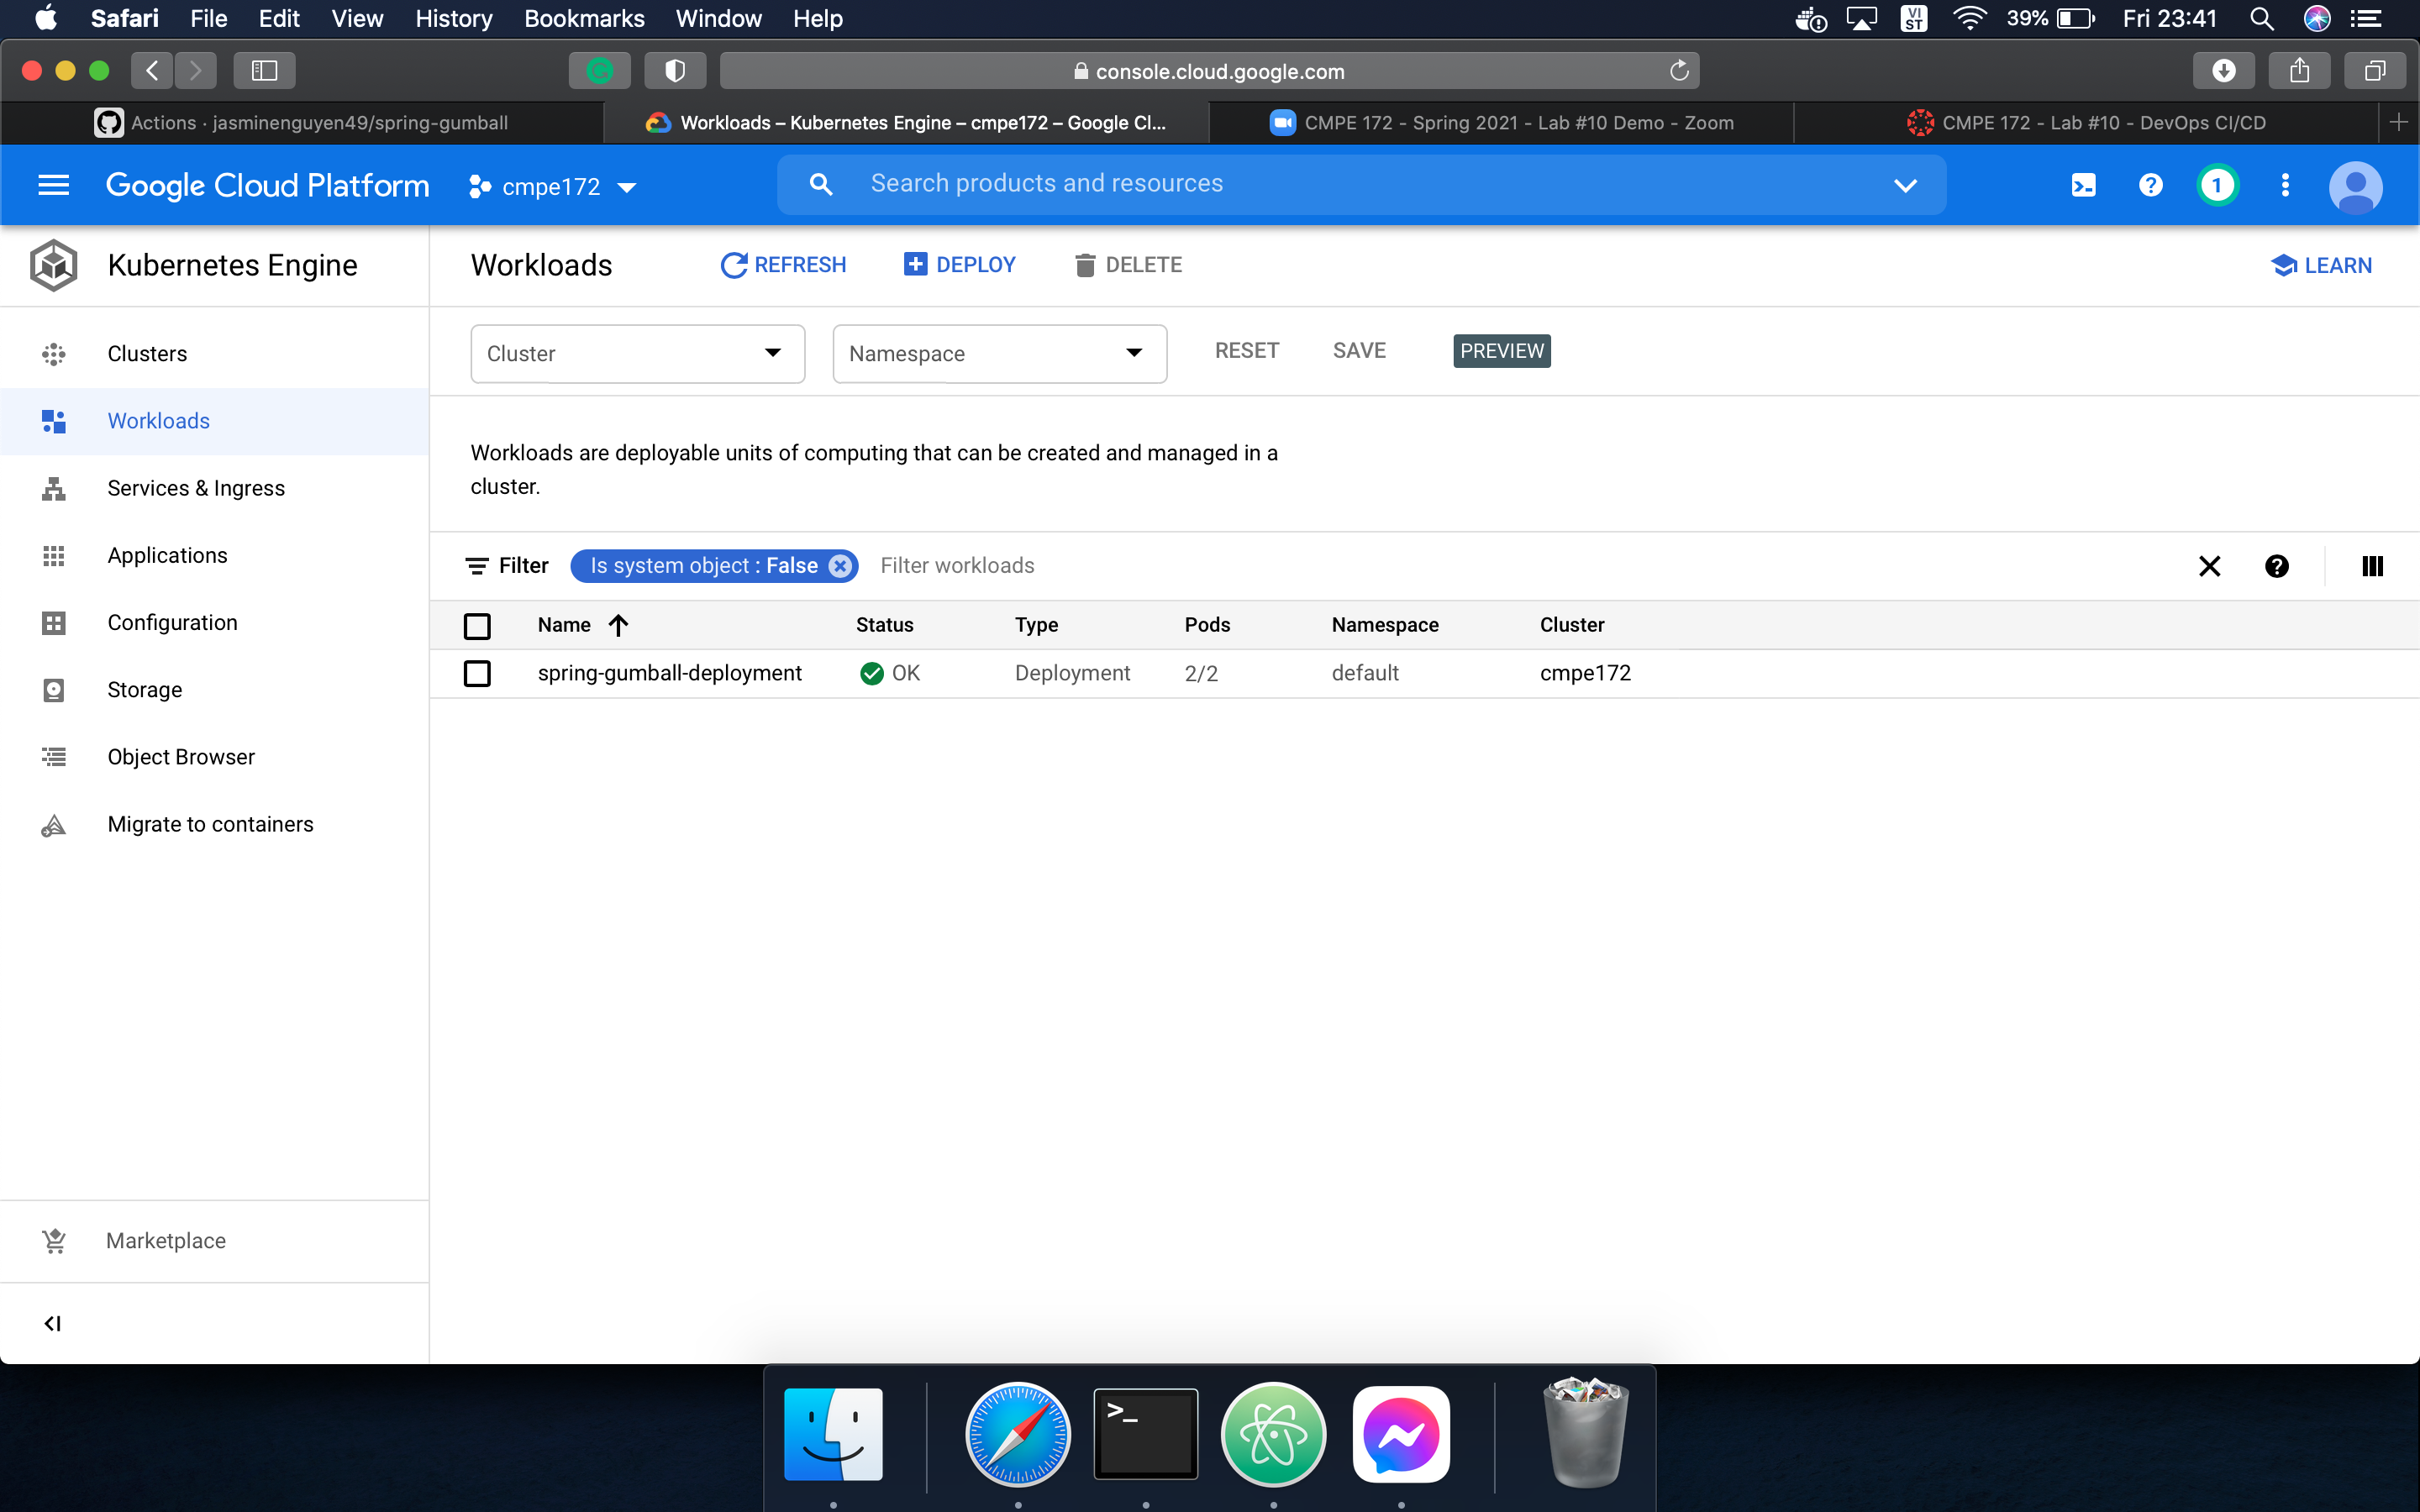 Safari File Edit View History Bookmarks Window Help VI ST 39% Fri 23:41
console.cloud.google.com
Actions · jasminenguyen49/spring-gumball Workloads – Kubernetes Engine – cmpe172 – Google Cl... CMPE 172 - Spring 2021 - Lab #10 Demo - Zoom CMPE 172 - Lab #10 - DevOps CI/CD
Google Cloud Platform cmpe172 Search products and resources 1
Kubernetes Engine
Workloads REFRESH DEPLOY DELETE LEARN
Clusters
Workloads
Services & Ingress
Applications
Configuration
Storage
Object Browser
Migrate to containers
Marketplace
Cluster Namespace RESET SAVE PREVIEW
Workloads are deployable units of computing that can be created and managed in a
cluster.
Filter Is system object : False Filter workloads
Name Status Type Pods Namespace Cluster
spring-gumball-deployment OK Deployment 2/2 default cmpe172